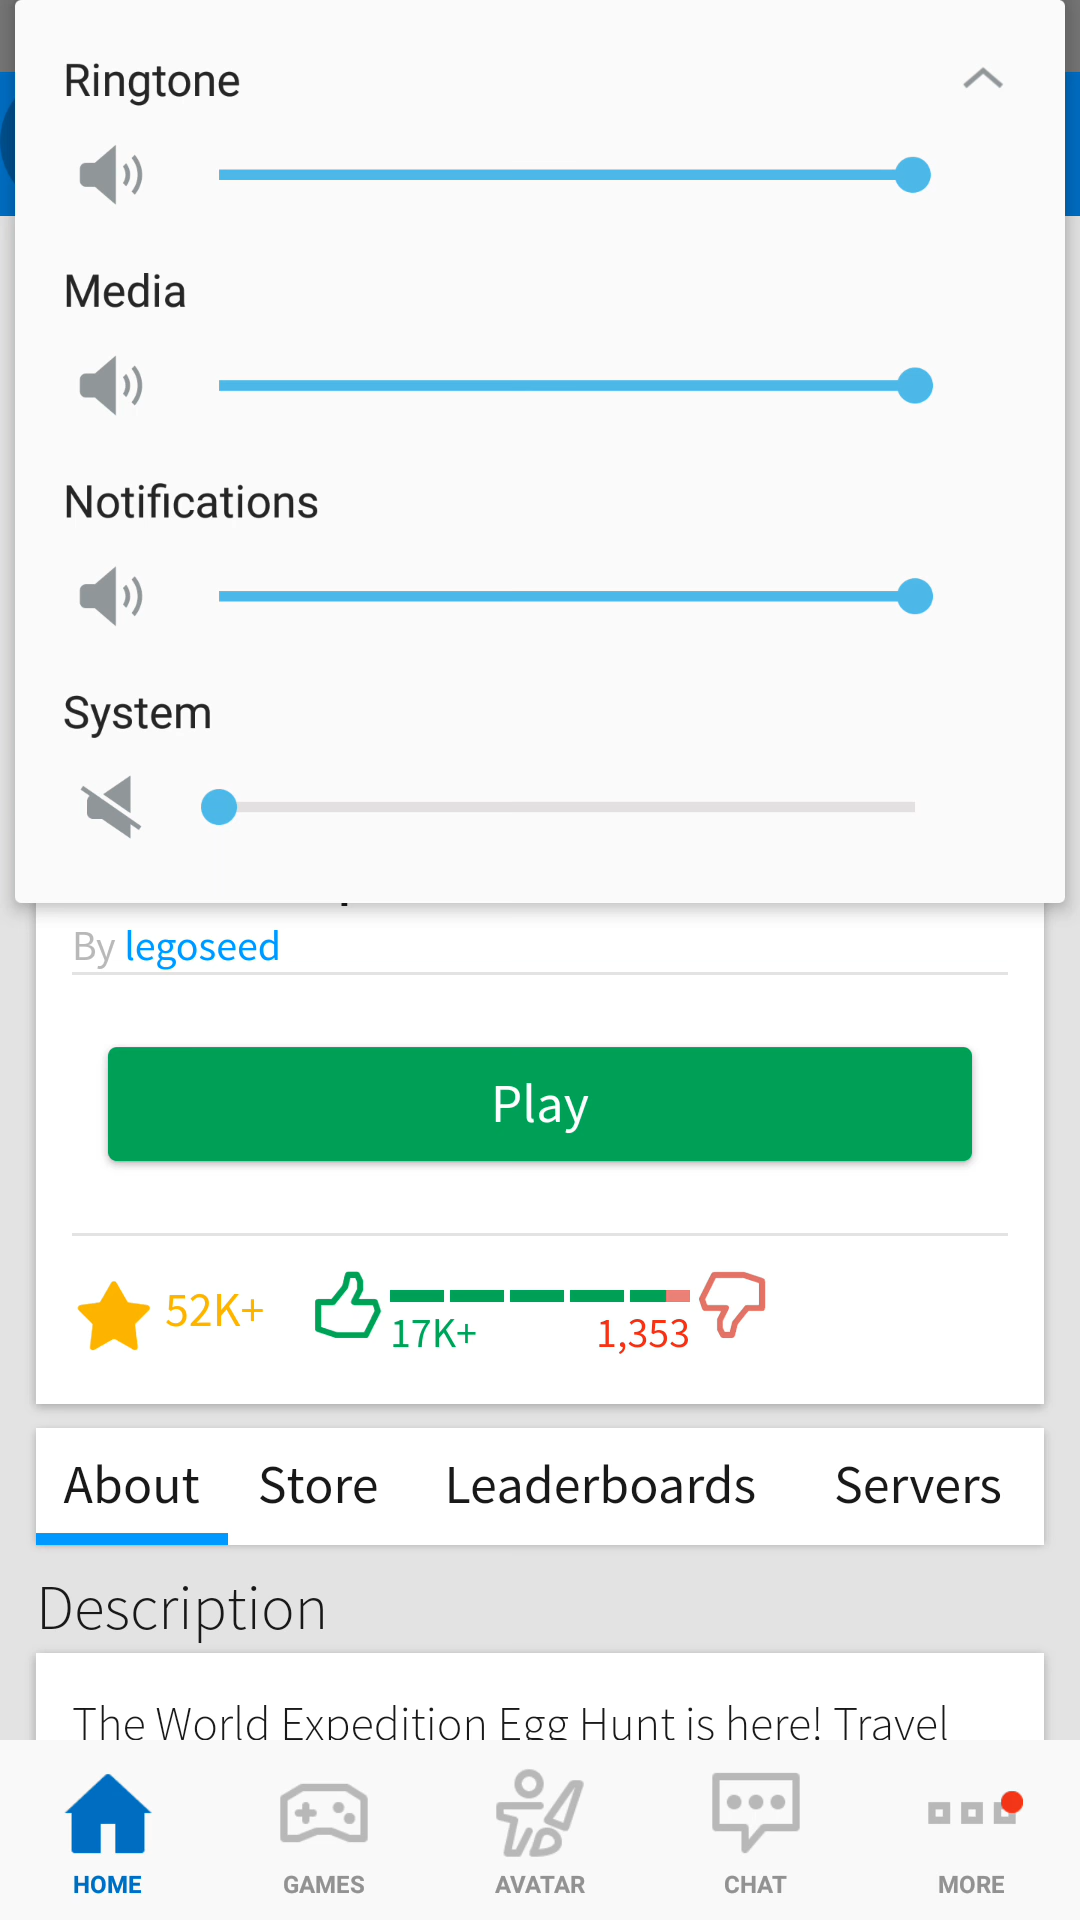 Ringtone
Media
Notifications
System
By legoseed
Play
52K+
17K+
1,353
About Store Leaderboards Servers
Description
The World Expedition Egg Hunt is here! Travel
HOME GAMES AVATAR CHAT MORE